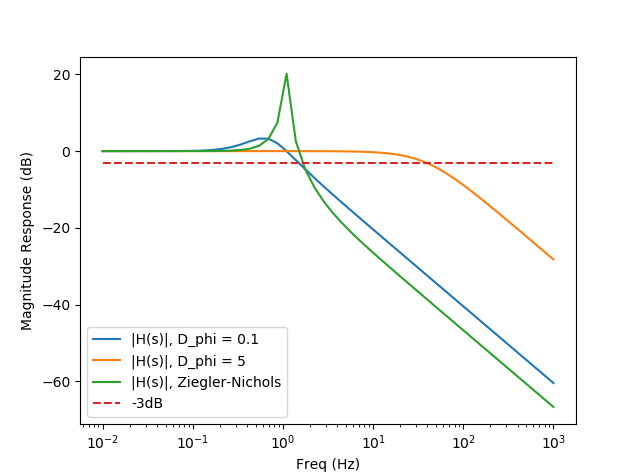 20
0
−20
−40
−60
Magnitude Response (dB)
|H(s)|, D_phi = 0.1
|H(s)|, D_phi = 5
|H(s)|, Ziegler-Nichols
-3dB
10⁻² 10⁻¹ 10⁰ 10¹ 10² 10³
Freq (Hz)